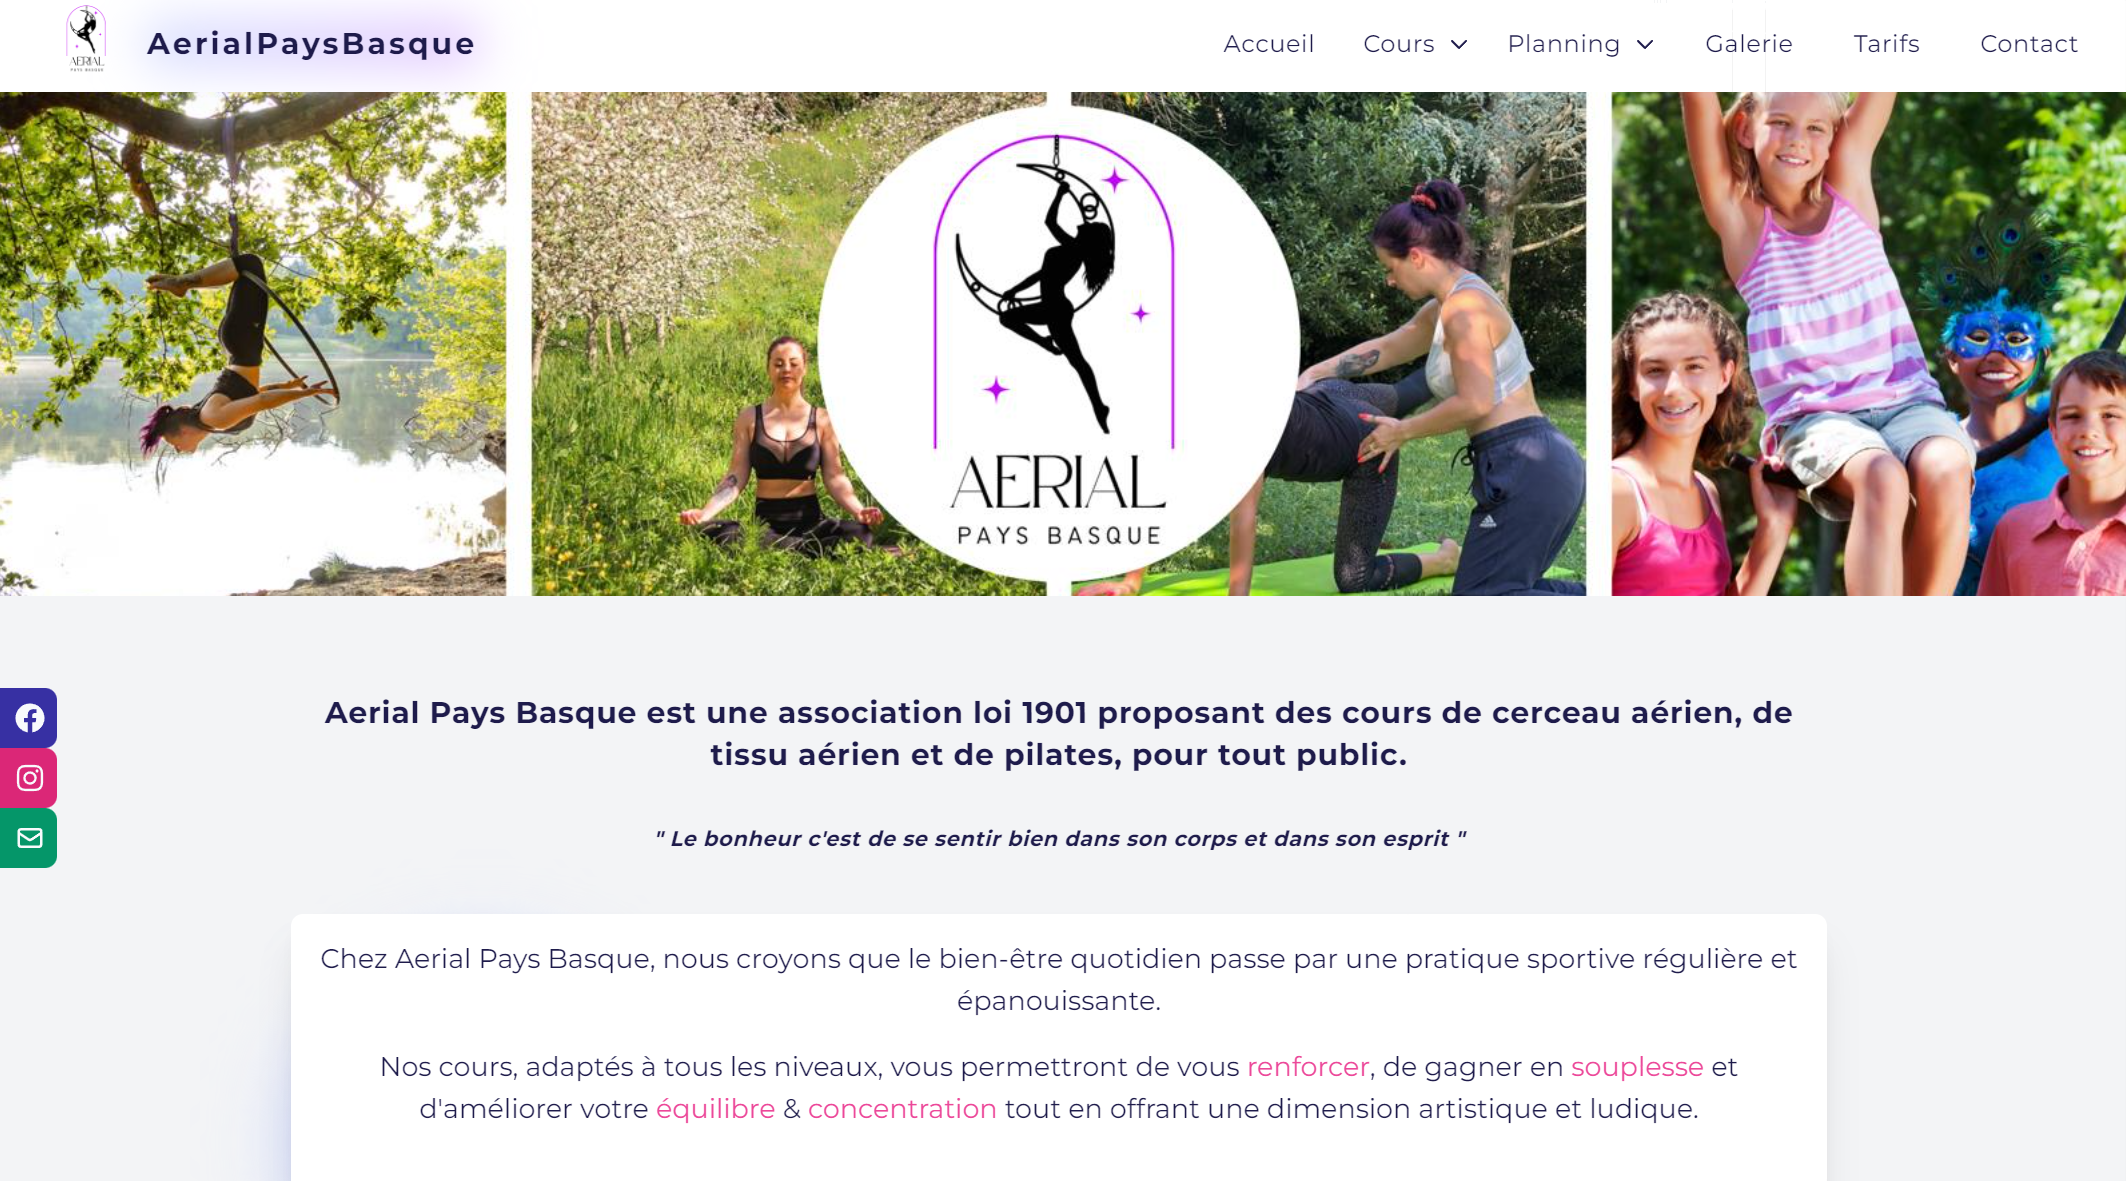 AERIAL
PAYS BASQUE
AerialPaysBasque
Accueil
Cours
Planning
Galerie
Tarifs
Contact
AERIAL
PAYS BASQUE
Aerial Pays Basque est une association loi 1901 proposant des cours de cerceau aérien, de
tissu aérien et de pilates, pour tout public.
" Le bonheur c'est de se sentir bien dans son corps et dans son esprit "
Chez Aerial Pays Basque, nous croyons que le bien-être quotidien passe par une pratique sportive régulière et
épanouissante.
Nos cours, adaptés à tous les niveaux, vous permettront de vous renforcer, de gagner en souplesse et
d'améliorer votre équilibre & concentration tout en offrant une dimension artistique et ludique.